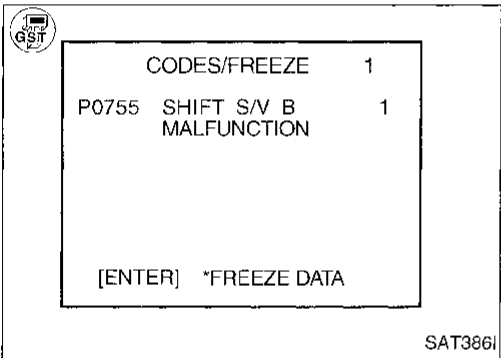 GST
CODES/FREEZE 1
P0755 SHIFT S/V B 1
MALFUNCTION
[ENTER] *FREEZE DATA
SAT386I